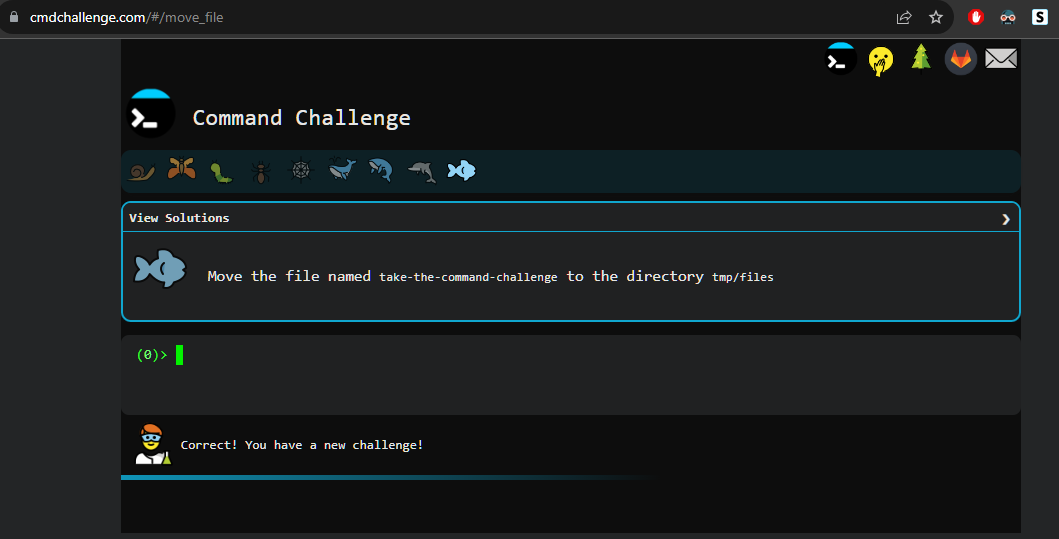 cmdchallenge.com/#/move_file
Command Challenge
View Solutions
Move the file named take-the-command-challenge to the directory tmp/files
(0)>
Correct! You have a new challenge!